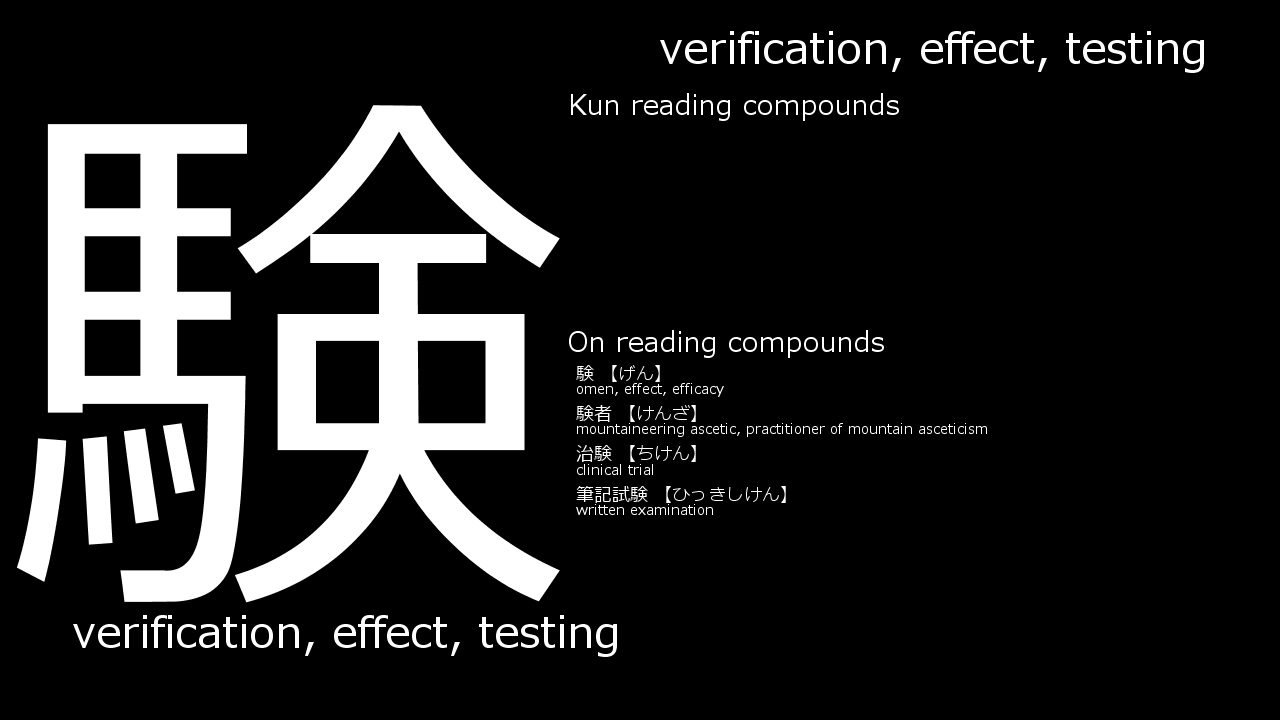 験
verification, effect, testing
verification, effect, testing
Kun reading compounds
On reading compounds
験 【げん】
omen, effect, efficacy
験者 【けんざ】
mountaineering ascetic, practitioner of mountain asceticism
治験 【ちけん】
clinical trial
筆記試験 【ひっきしけん】
written examination